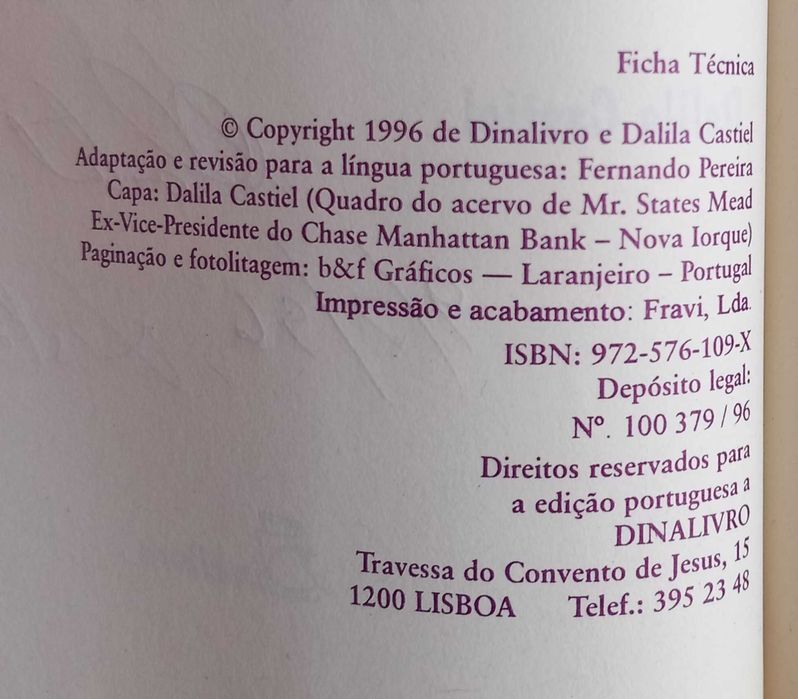 Ficha Técnica
© Copyright 1996 de Dinalivro e Dalila Castiel
Adaptação e revisão para a língua portuguesa: Fernando Pereira
Capa: Dalila Castiel (Quadro do acervo de Mr. States Mead
Ex-Vice-Presidente do Chase Manhattan Bank – Nova Iorque)
Paginação e fotolitagem: b&f Gráficos — Laranjeiro – Portugal
Impressão e acabamento: Fravi, Lda.
ISBN: 972-576-109-X
Depósito legal:
Nº. 100 379 / 96
Direitos reservados para
a edição portuguesa a
DINALIVRO
Travessa do Convento de Jesus, 15
1200 LISBOA Telef.: 395 23 48